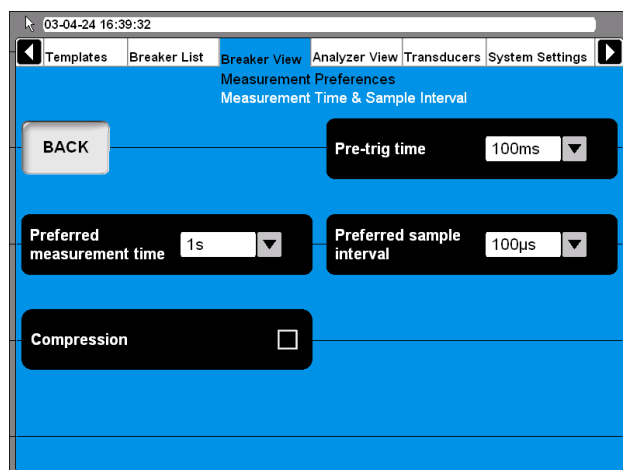 03-04-24 16:39:32
Templates Breaker List Breaker View Analyzer View Transducers System Settings
Measurement Preferences
Measurement Time & Sample Interval
BACK
Pre-trig time 100ms
Preferred measurement time 1s
Preferred sample interval 100µs
Compression